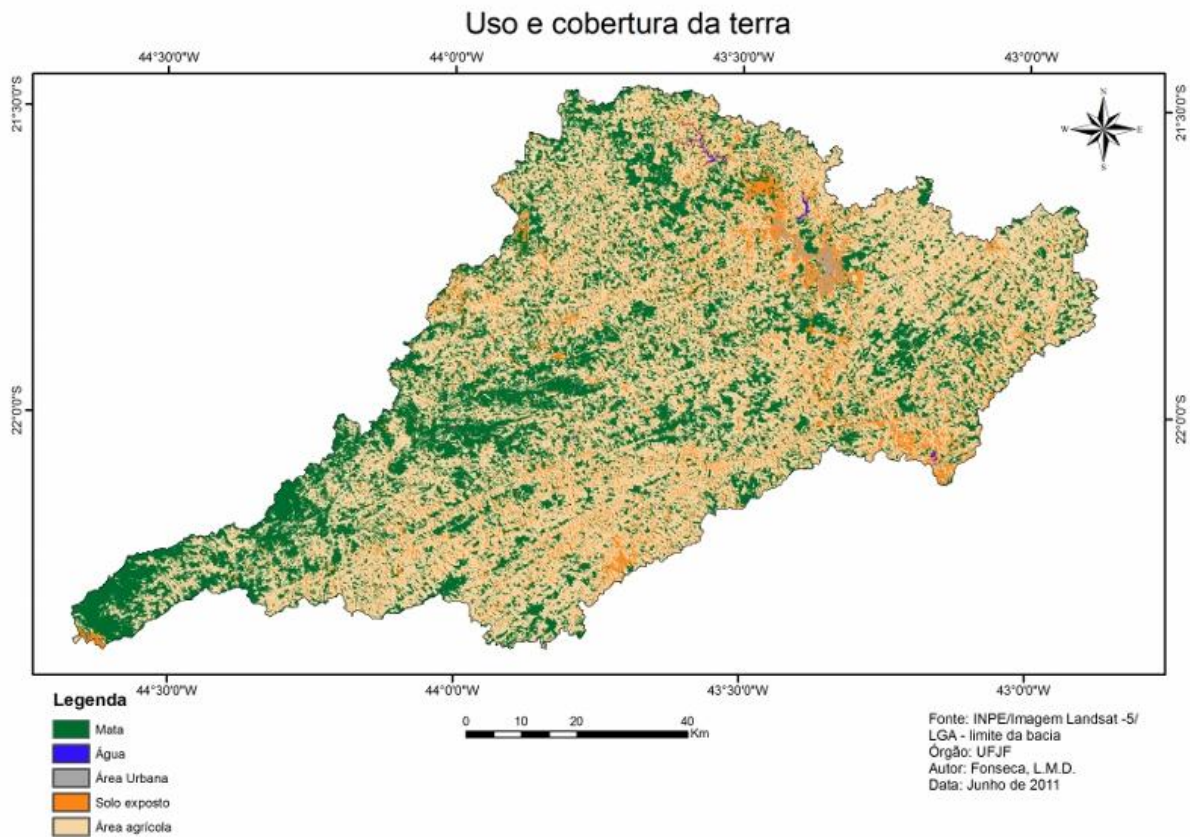 Uso e cobertura da terra
44°30'0"W 44°0'0"W 43°30'0"W 43°0'0"W
21°30'0"S 21°30'0"S
N
W E
S
22°0'0"S 22°0'0"S
44°30'0"W 44°0'0"W 43°30'0"W 43°0'0"W
Legenda
Mata
Água
Área Urbana
Solo exposto
Área agrícola
0 10 20 40
Km
Fonte: INPE/Imagem Landsat -5/
LGA - limite da bacia
Órgão: UFJF
Autor: Fonseca, L.M.D.
Data: Junho de 2011